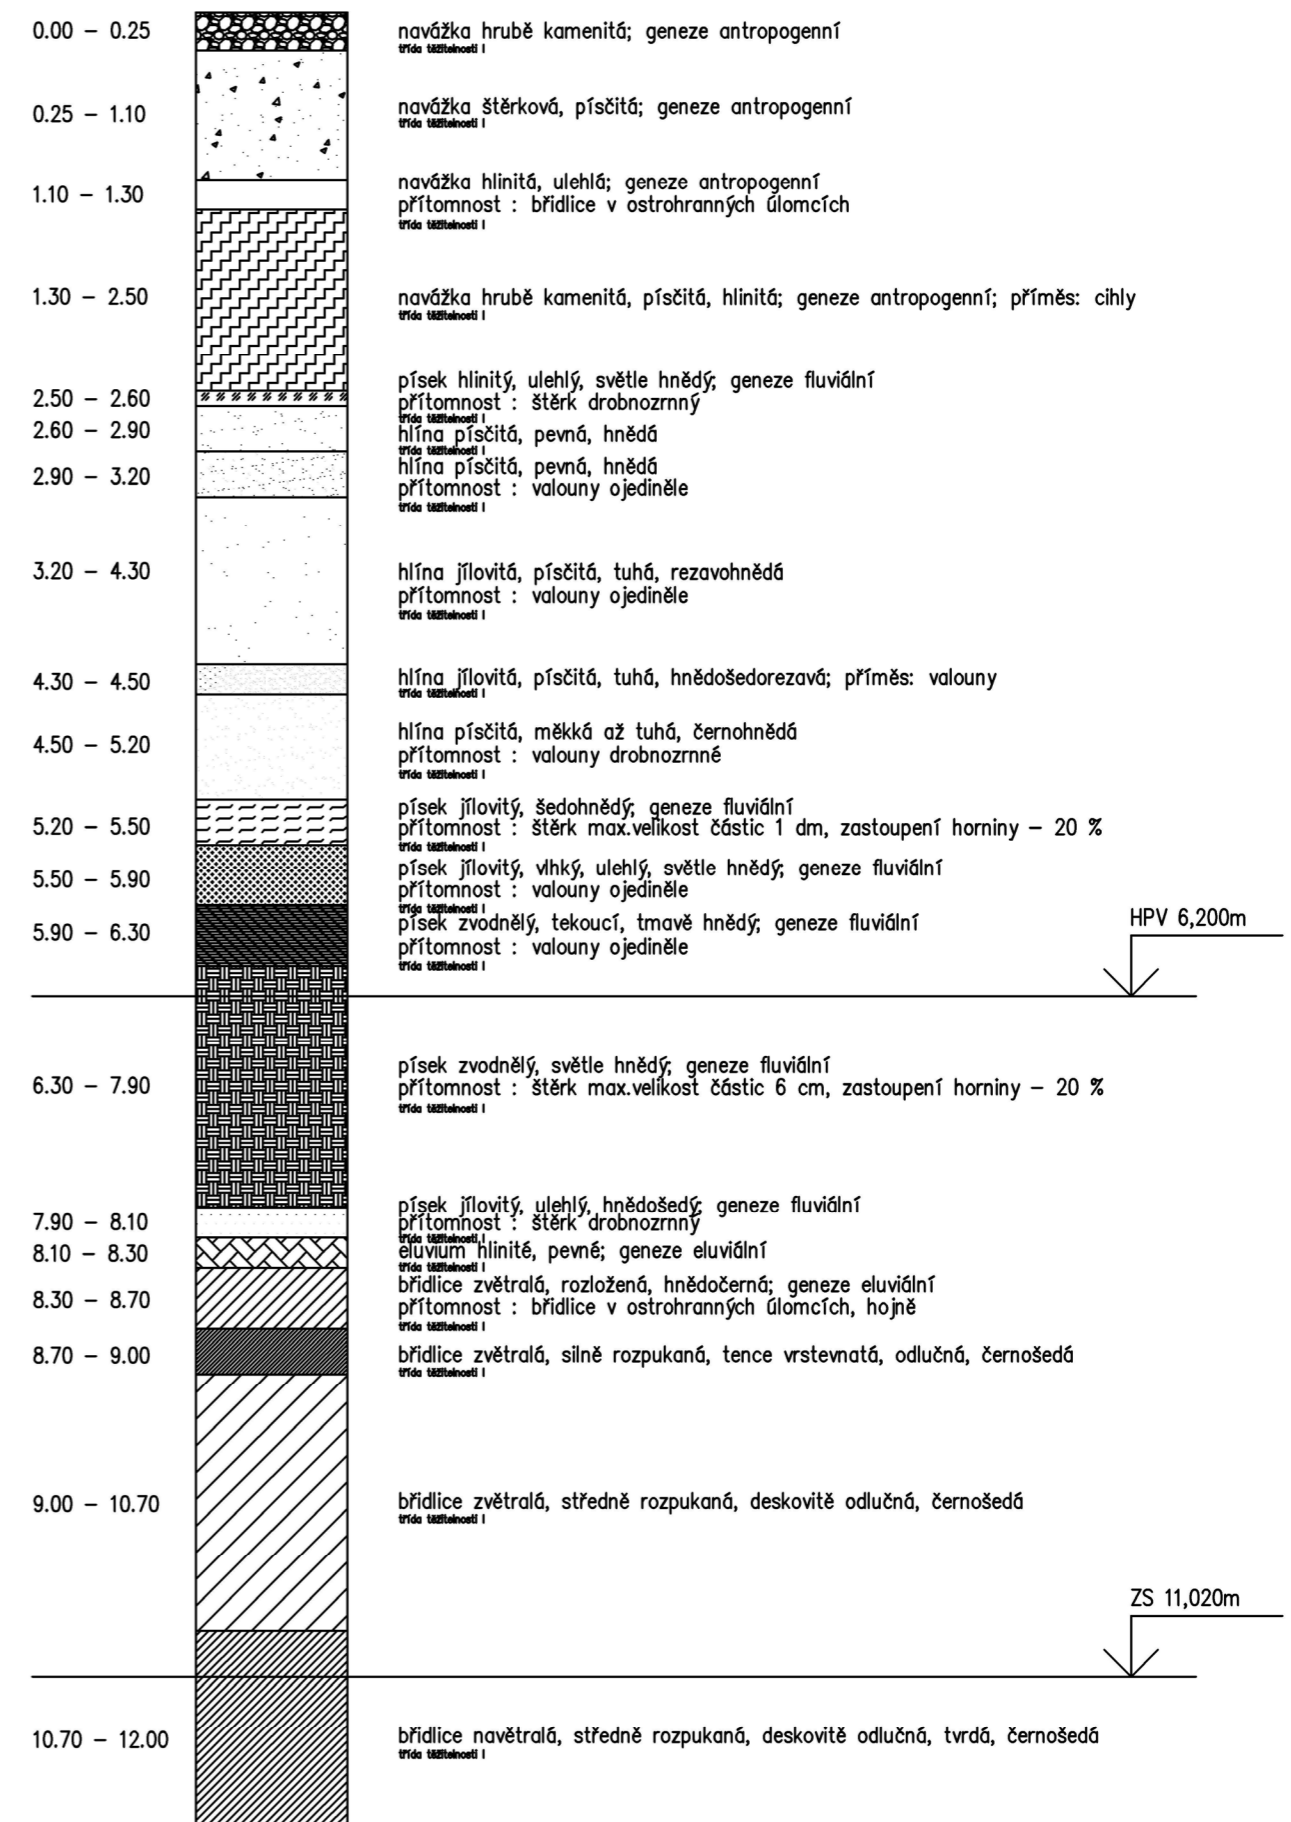 0.00 – 0.25
navážka hrubě kamenitá; geneze antropogenní
třída těžitelnosti I
0.25 – 1.10
navážka štěrková, písčitá; geneze antropogenní
třída těžitelnosti I
1.10 – 1.30
navážka hlinitá, ulehlá; geneze antropogenní
přítomnost : břidlice v ostrohranných úlomcích
třída těžitelnosti I
1.30 – 2.50
navážka hrubě kamenitá, písčitá, hlinitá; geneze antropogenní; příměs: cihly
třída těžitelnosti I
2.50 – 2.60
písek hlinitý, ulehlý, světle hnědý; geneze fluviální
přítomnost : štěrk drobnozrnný
třída těžitelnosti I
2.60 – 2.90
hlína písčitá, pevná, hnědá
třída těžitelnosti I
2.90 – 3.20
hlína písčitá, pevná, hnědá
přítomnost : valouny ojediněle
třída těžitelnosti I
3.20 – 4.30
hlína jílovitá, písčitá, tuhá, rezavohnědá
přítomnost : valouny ojediněle
třída těžitelnosti I
4.30 – 4.50
hlína jílovitá, písčitá, tuhá, hnědošedorezavá; příměs: valouny
třída těžitelnosti I
4.50 – 5.20
hlína písčitá, měkká až tuhá, černohnědá
přítomnost : valouny drobnozrnné
třída těžitelnosti I
5.20 – 5.50
písek jílovitý, šedohnědý; geneze fluviální
přítomnost : štěrk max.velikost částic 1 dm, zastoupení horniny – 20 %
třída těžitelnosti I
5.50 – 5.90
písek jílovitý, vlhký, ulehlý, světle hnědý; geneze fluviální
přítomnost : valouny ojediněle
třída těžitelnosti I
5.90 – 6.30
písek zvodnělý, tekoucí, tmavě hnědý; geneze fluviální
přítomnost : valouny ojediněle
třída těžitelnosti I
HPV 6,200m
6.30 – 7.90
písek zvodnělý, světle hnědý; geneze fluviální
přítomnost : štěrk max.velikost částic 6 cm, zastoupení horniny – 20 %
třída těžitelnosti I
7.90 – 8.10
písek jílovitý, ulehlý, hnědošedý; geneze fluviální
přítomnost : štěrk drobnozrnný
třída těžitelnosti I
8.10 – 8.30
eluvium hlinité, pevné; geneze eluviální
třída těžitelnosti I
8.30 – 8.70
břidlice zvětralá, rozložená, hnědočerná; geneze eluviální
přítomnost : břidlice v ostrohranných úlomcích, hojně
třída těžitelnosti I
8.70 – 9.00
břidlice zvětralá, silně rozpukaná, tence vrstevnatá, odlučná, černošedá
třída těžitelnosti I
9.00 – 10.70
břidlice zvětralá, středně rozpukaná, deskovitě odlučná, černošedá
třída těžitelnosti I
ZS 11,020m
10.70 – 12.00
břidlice navětralá, středně rozpukaná, deskovitě odlučná, tvrdá, černošedá
třída těžitelnosti I